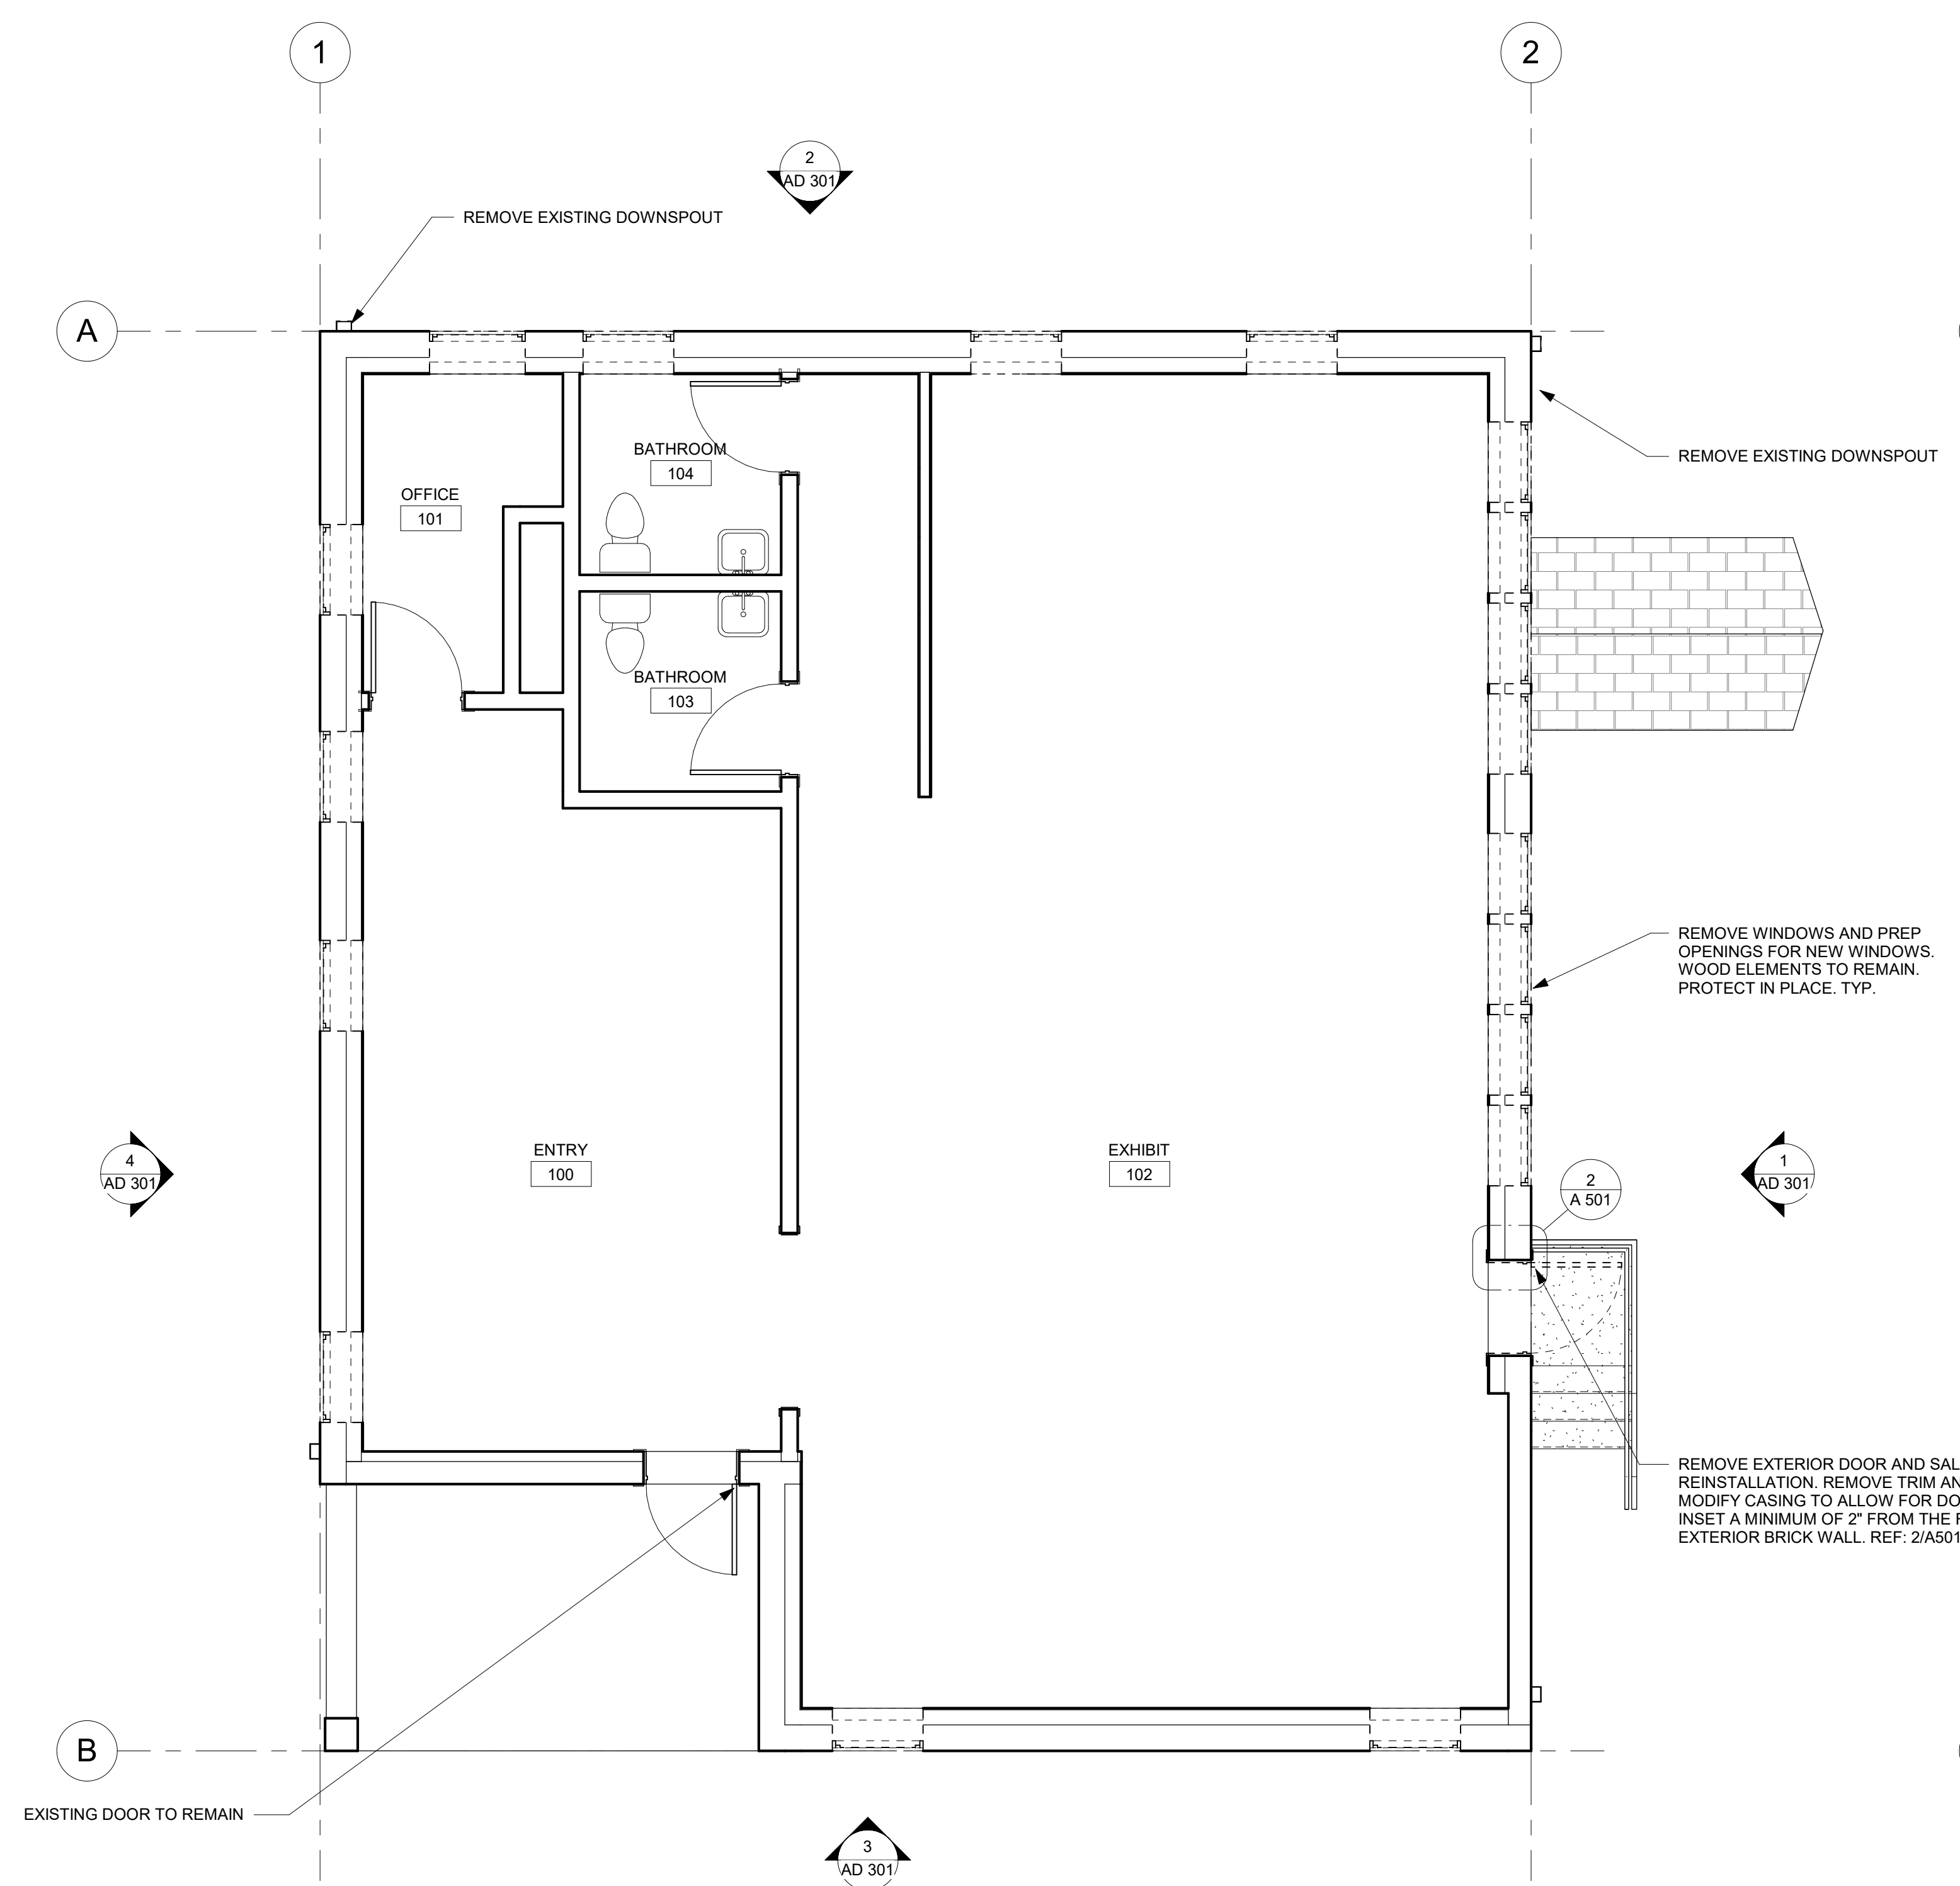 1
2
2
AD 301
REMOVE EXISTING DOWNSPOUT
A
REMOVE EXISTING DOWNSPOUT
BATHROOM
104
OFFICE
101
BATHROOM
103
REMOVE WINDOWS AND PREP
OPENINGS FOR NEW WINDOWS.
WOOD ELEMENTS TO REMAIN.
PROTECT IN PLACE. TYP.
4
AD 301
ENTRY
100
EXHIBIT
102
2
A 501
1
AD 301
REMOVE EXTERIOR DOOR AND
REINSTALLATION. REMOVE TRIM
MODIFY CASING TO ALLOW FOR
INSET A MINIMUM OF 2" FROM THE
EXTERIOR BRICK WALL. REF: 2/A501
B
EXISTING DOOR TO REMAIN
3
AD 301